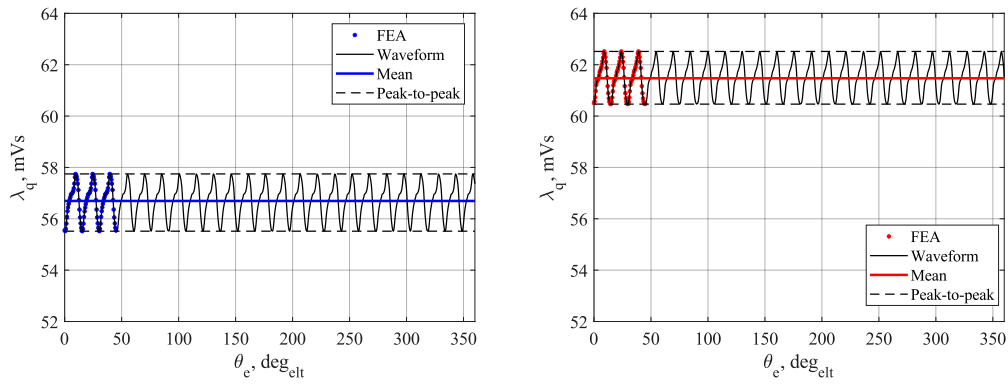 64
62
60
58
56
54
52
λq, mVs
0 50 100 150 200 250 300 350
θe, deg_elt
FEA
Waveform
Mean
Peak-to-peak
64
62
60
58
56
54
52
λq, mVs
0 50 100 150 200 250 300 350
θe, deg_elt
FEA
Waveform
Mean
Peak-to-peak